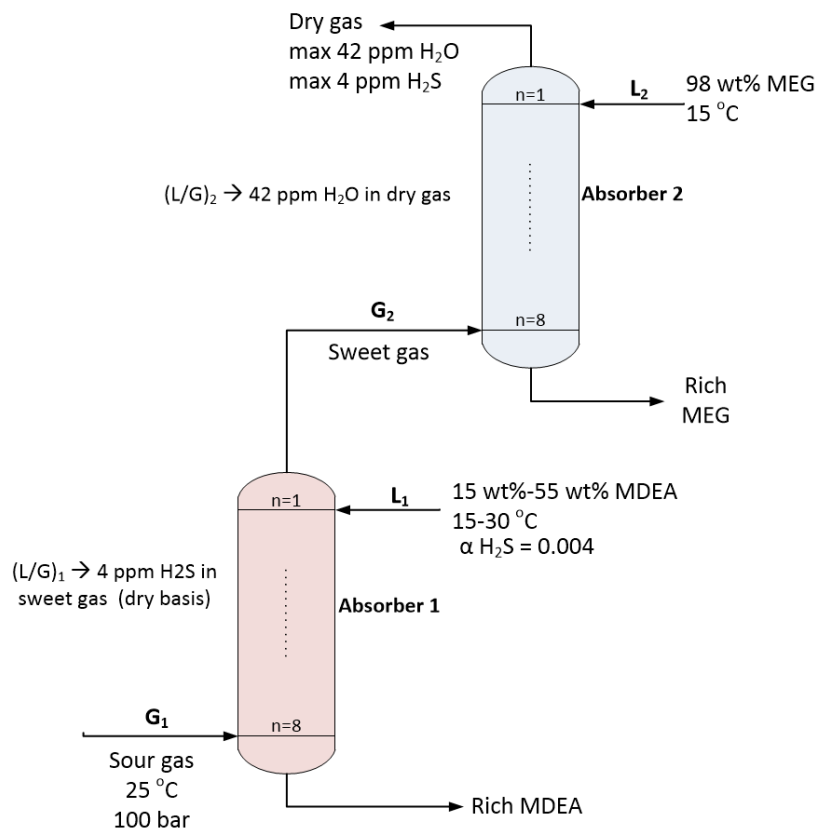 Dry gas
max 42 ppm H₂O
max 4 ppm H₂S
n=1
L₂
98 wt% MEG
15 °C
(L/G)₂ → 42 ppm H₂O in dry gas
Absorber 2
G₂
n=8
Sweet gas
Rich
MEG
n=1
L₁
15 wt%-55 wt% MDEA
15-30 °C
α H₂S = 0.004
(L/G)₁ → 4 ppm H2S in
sweet gas (dry basis)
Absorber 1
G₁
n=8
Sour gas
25 °C
100 bar
Rich MDEA